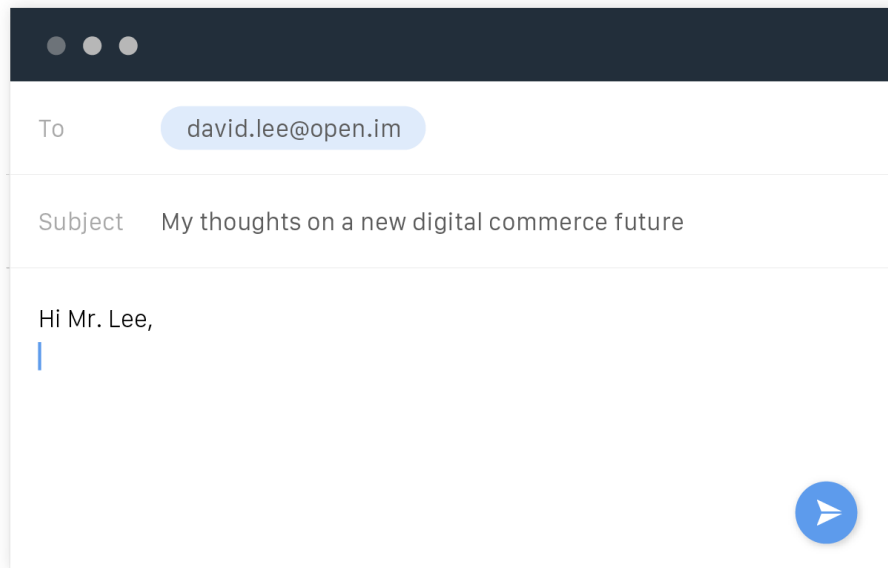 To david.lee@open.im
Subject My thoughts on a new digital commerce future
Hi Mr. Lee,